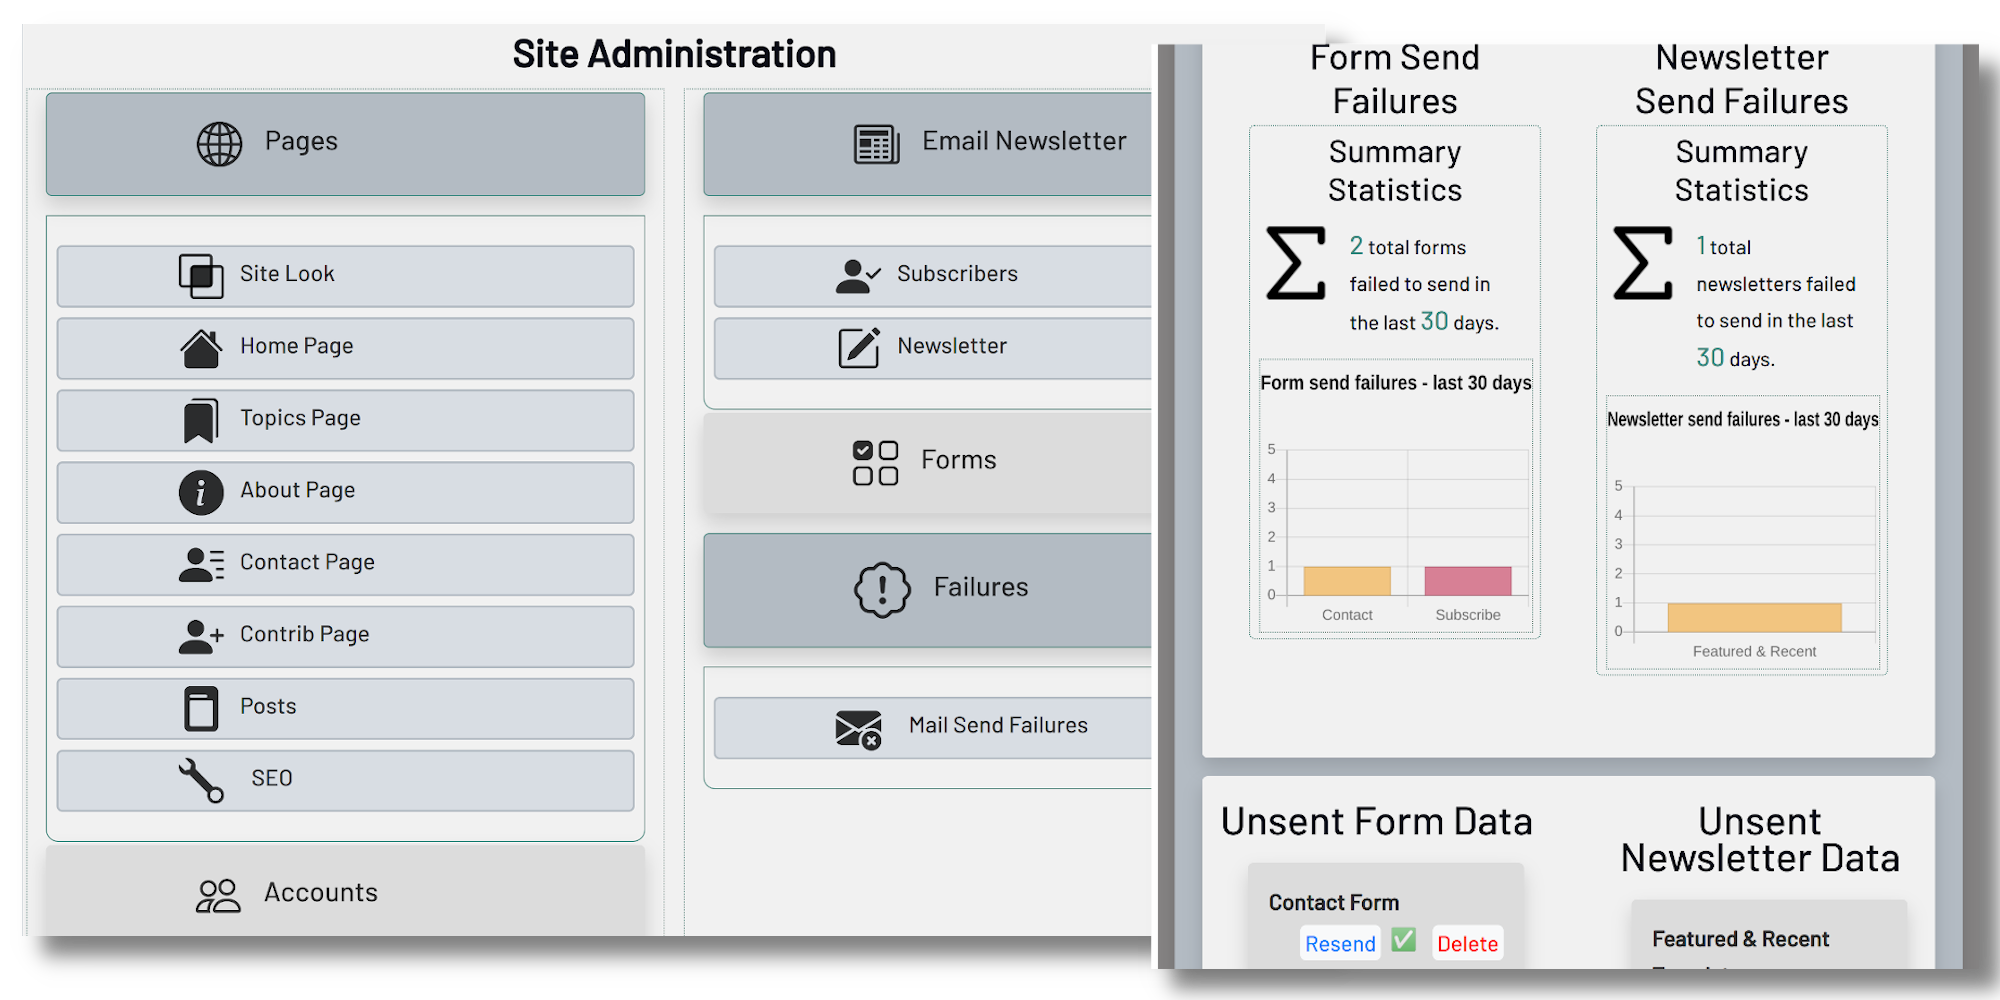 Site Administration
Pages
Site Look
Home Page
Topics Page
About Page
Contact Page
Contrib Page
Posts
SEO
Accounts
Email Newsletter
Subscribers
Newsletter
Forms
Failures
Mail Send Failures
Form Send
Failures
Summary
Statistics
2 total forms
failed to send in
the last 30 days.
Form send failures - last 30 days
5
4
3
2
1
0
Contact
Subscribe
Newsletter
Send Failures
Summary
Statistics
1 total
newsletters failed
to send in the last
30 days.
Newsletter send failures - last 30 days
5
4
3
2
1
0
Featured & Recent
Unsent Form Data
Contact Form
Resend ✅ Delete
Unsent
Newsletter Data
Featured & Recent